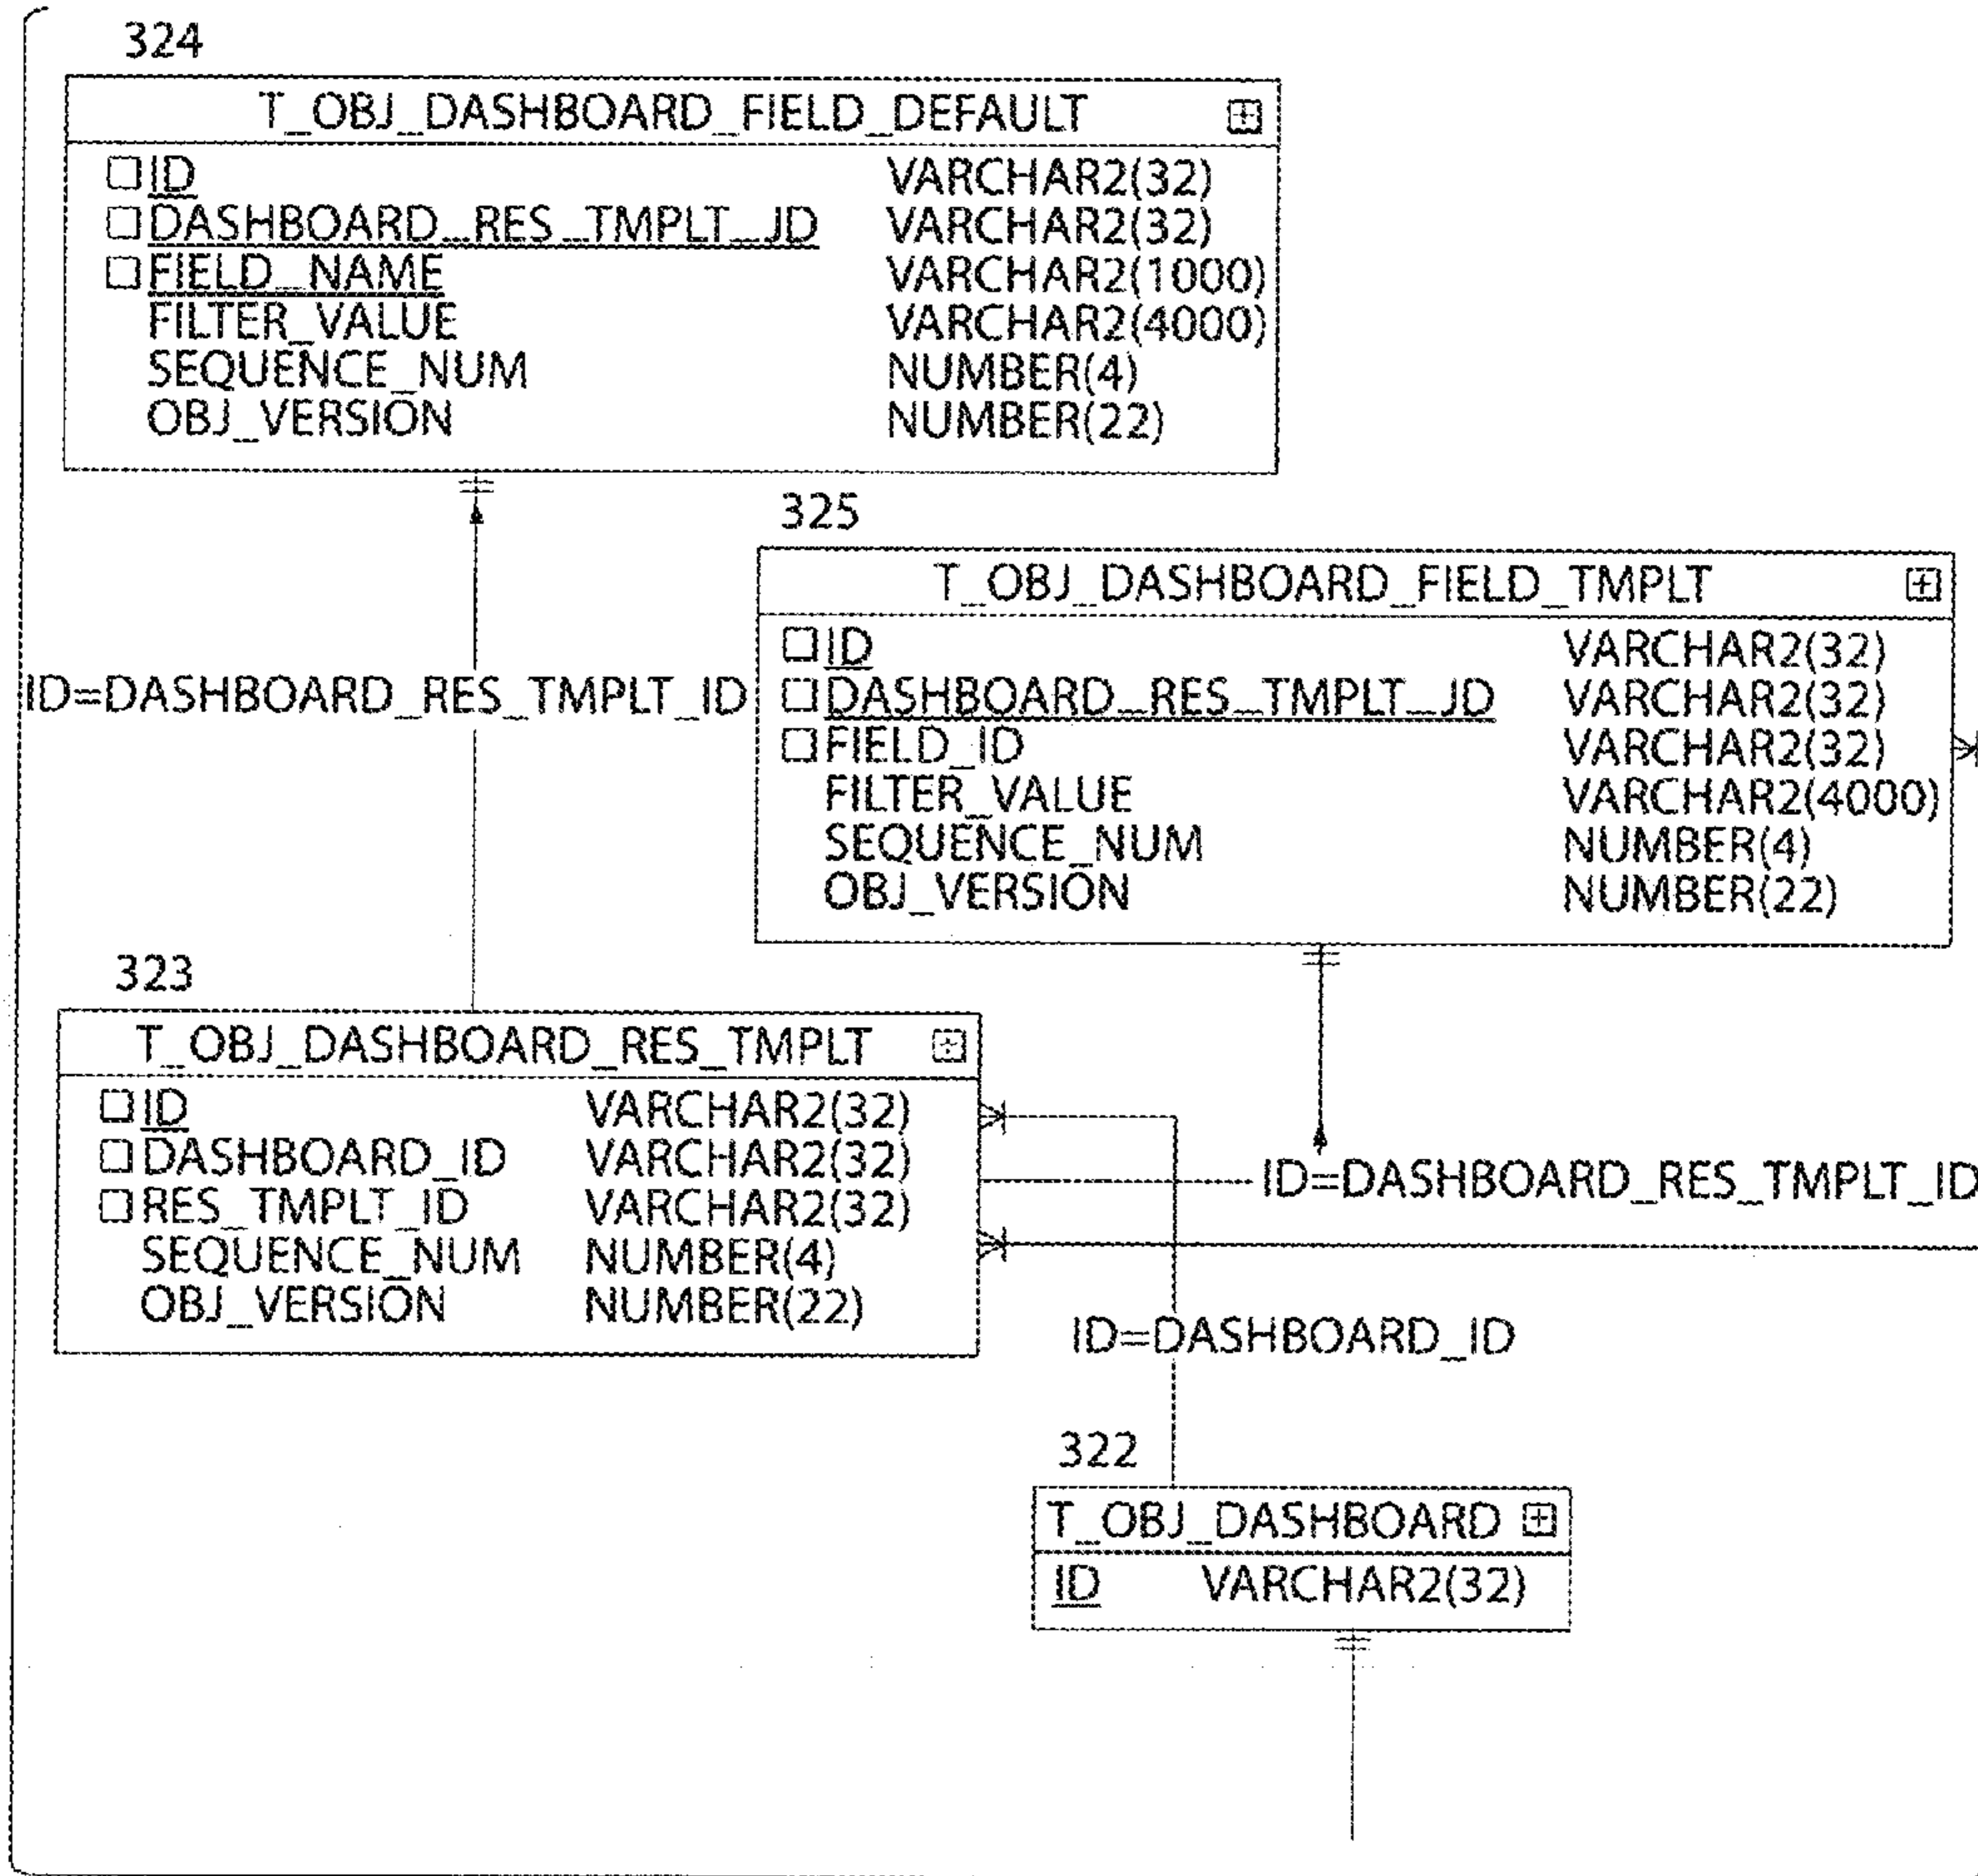 324
T_OBJ_DASHBOARD_FIELD_DEFAULT
ID VARCHAR2(32)
DASHBOARD_RES_TMPLT_JD VARCHAR2(32)
FIELD_NAME VARCHAR2(1000)
FILTER_VALUE VARCHAR2(4000)
SEQUENCE_NUM NUMBER(4)
OBJ_VERSION NUMBER(22)
325
T_OBJ_DASHBOARD_FIELD_TMPLT
ID VARCHAR2(32)
DASHBOARD_RES_TMPLT_JD VARCHAR2(32)
FIELD_ID VARCHAR2(32)
FILTER_VALUE VARCHAR2(4000)
SEQUENCE_NUM NUMBER(4)
OBJ_VERSION NUMBER(22)
ID=DASHBOARD_RES_TMPLT_ID
323
T_OBJ_DASHBOARD_RES_TMPLT
ID VARCHAR2(32)
DASHBOARD_ID VARCHAR2(32)
RES_TMPLT_ID VARCHAR2(32)
SEQUENCE_NUM NUMBER(4)
OBJ_VERSION NUMBER(22)
ID=DASHBOARD_RES_TMPLT_ID
ID=DASHBOARD_ID
322
T_OBJ_DASHBOARD
ID VARCHAR2(32)